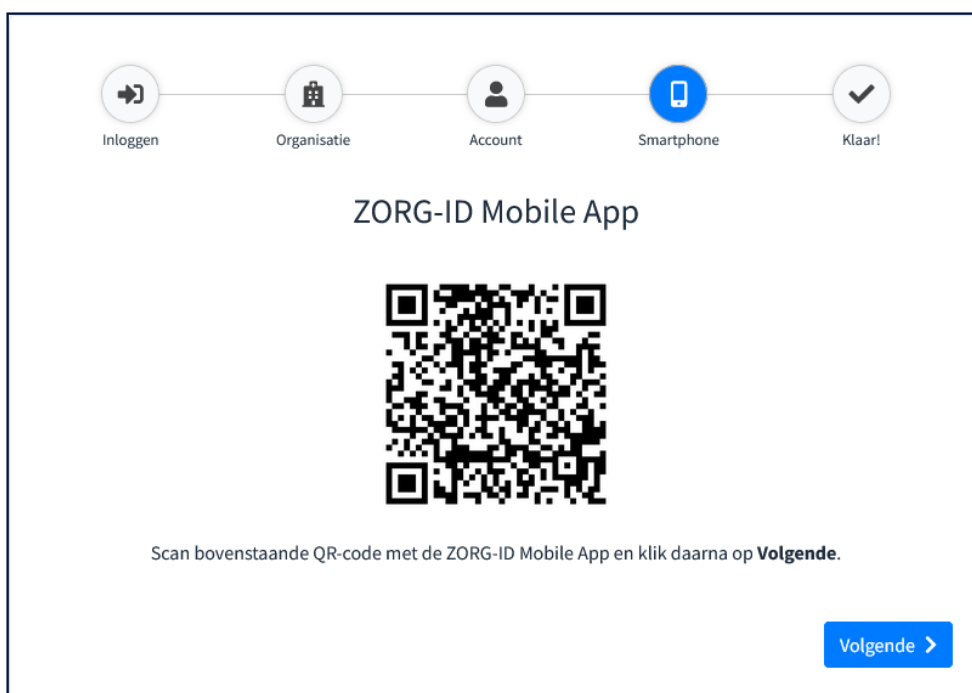 Inloggen
Organisatie
Account
Smartphone
Klaar!
ZORG-ID Mobile App
Scan bovenstaande QR-code met de ZORG-ID Mobile App en klik daarna op Volgende.
Volgende